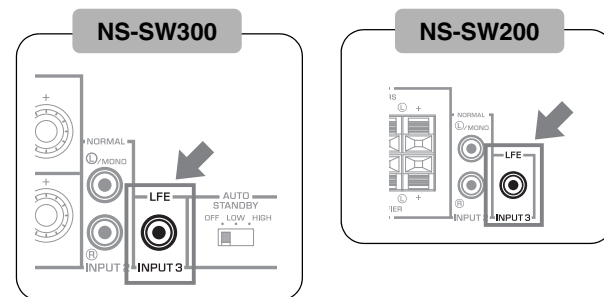 NS-SW300
+
NORMAL
L/MONO
+
LFE
AUTO
STANDBY
OFF LOW HIGH
R
INPUT 2
INPUT 3
NS-SW200
L +
NORMAL
L/MONO
LFE
L +
R
INPUT 2
INPUT 3